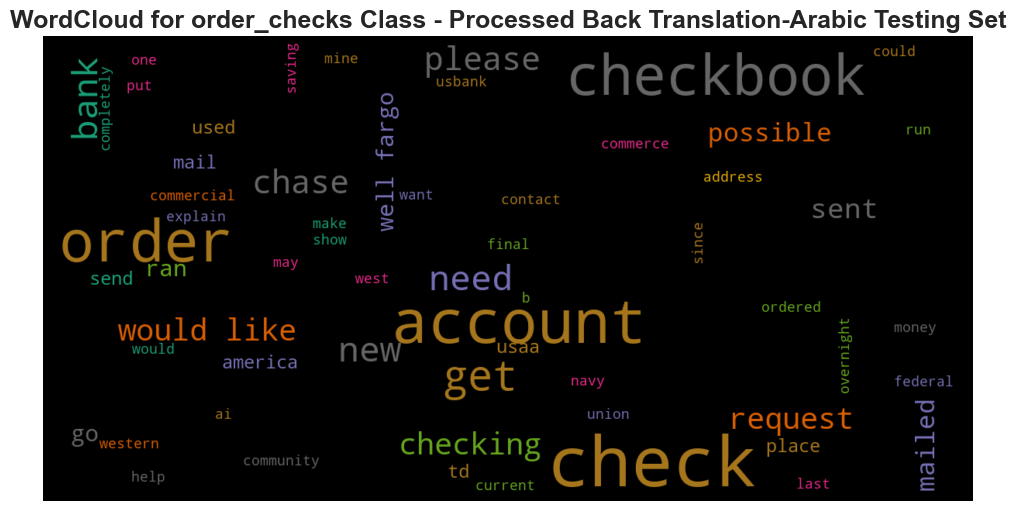 WordCloud for order_checks Class - Processed Back Translation-Arabic Testing Set
one
put
bank
completely
saving
mine
please
usbank
checkbook
could
used
mail
commercial
explain
chase
well fargo
want
contact
commerce
possible
run
address
sent
since
order
send
ran
make
show
may
west
final
need
b
account
usaa
get
would like
would
america
new
ordered
overnight
money
federal
navy
union
ai
go
western
help
community
checking
td
current
check
request
place
last
mailed